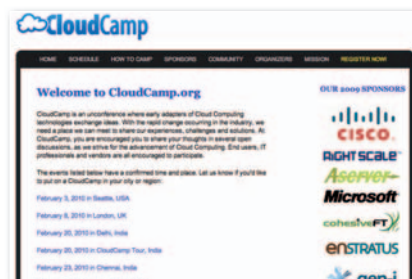 CloudCamp
HOME SCHEDULE HOW TO CAMP SPONSORS COMMUNITY ORGANIZERS MISSION REGISTER NOW!
Welcome to CloudCamp.org
CloudCamp is an unconference where early adapters of Cloud Computing
technologies exchange ideas. With the rapid change occurring in the industry, we
need a place we can meet to share our experiences, challenges and solutions. At
CloudCamp, you are encouraged you to share your thoughts in several open
discussions, as we strive for the advancement of Cloud Computing. End users, IT
professionals and vendors are all encouraged to participate.
The events listed below have a confirmed time and place. Let us know if you'd like
to put on a CloudCamp in your city or region.
February 3, 2010 in Seattle, USA
February 8, 2010 in London, UK
February 20, 2010 in Delhi, India
February 20, 2010 in CloudCamp Tour, India
February 23, 2010 in Chennai, India
OUR 2009 SPONSORS
CISCO
RIGHT SCALE
Aserver
Microsoft
cohesiveFT
enSTRATUS
gen-i